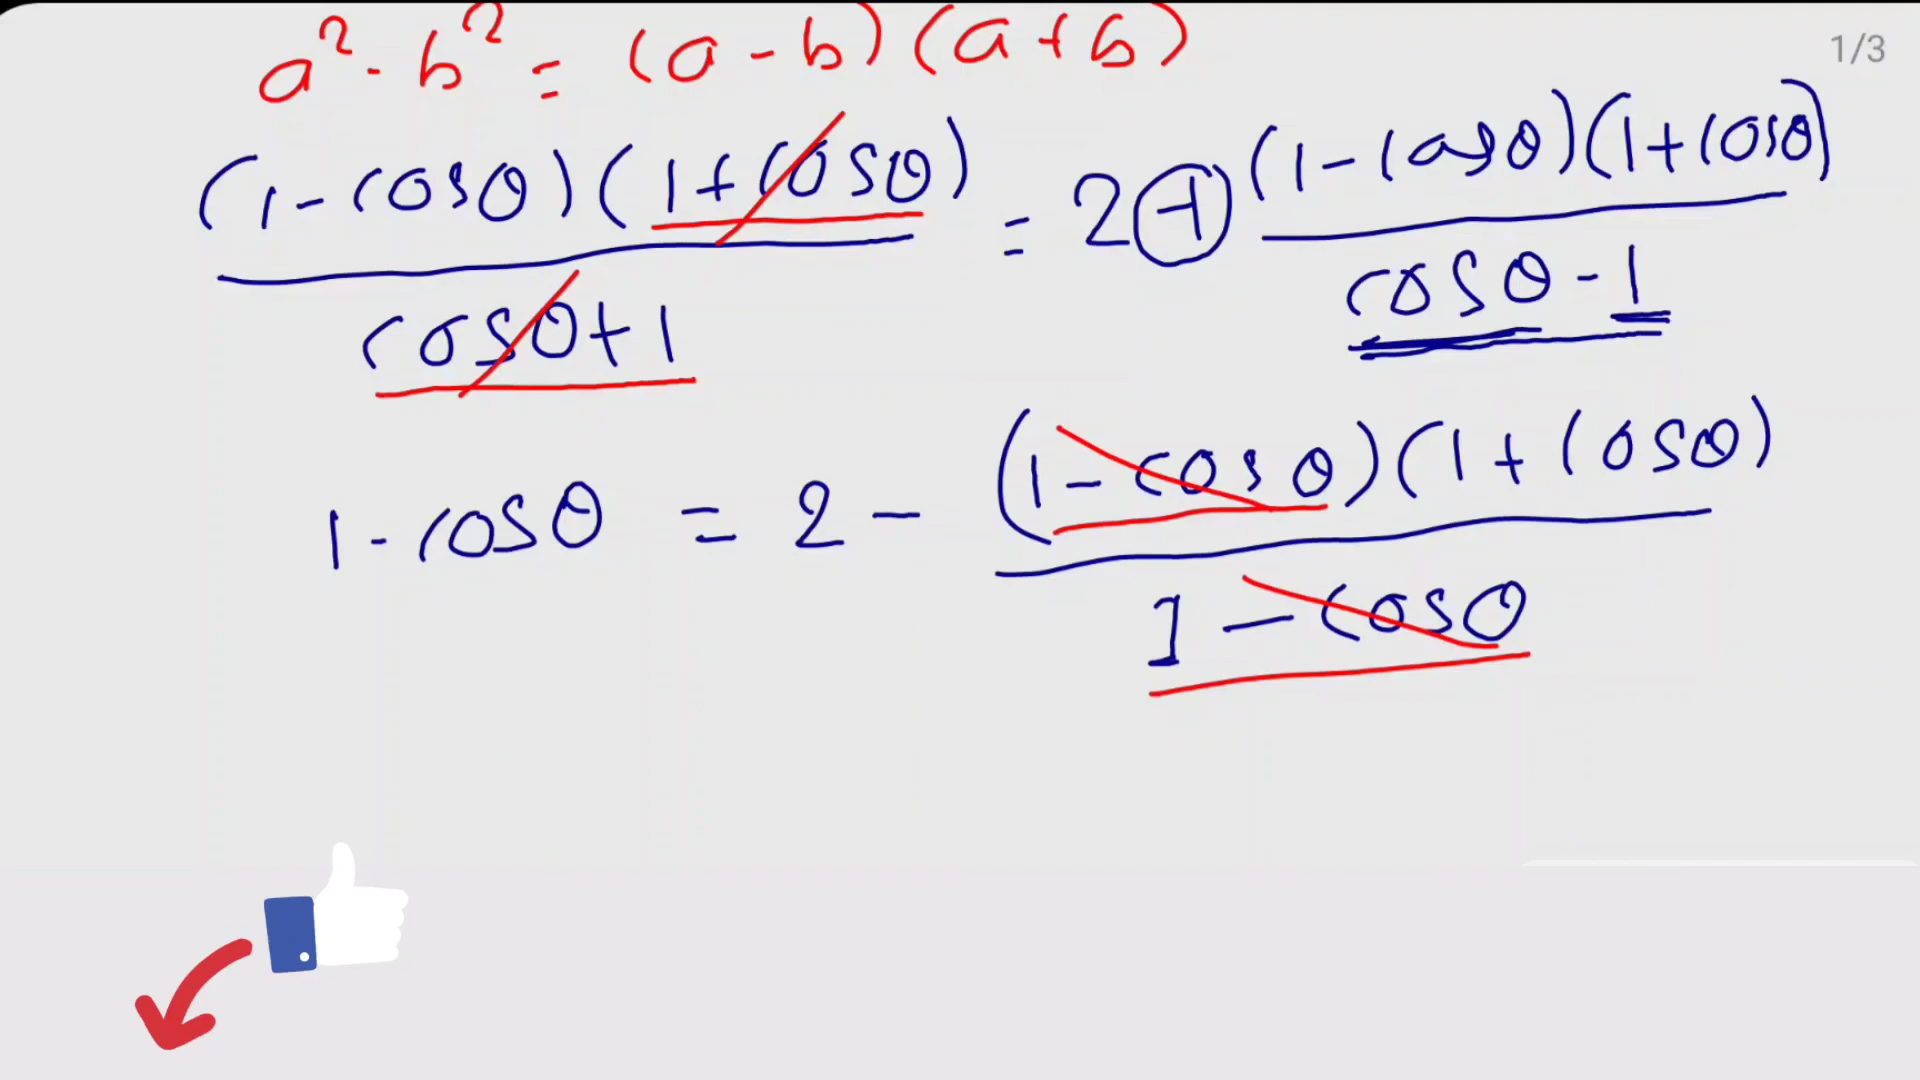 1/3
a² - b² = (a - b) (a + b)
(1 - cosθ) (1 + cosθ) / cosθ + 1 = 2 + (1 - cosθ)(1 + cosθ) / cosθ - 1
1 - cosθ = 2 - (1 - cosθ)(1 + cosθ) / 1 - cosθ